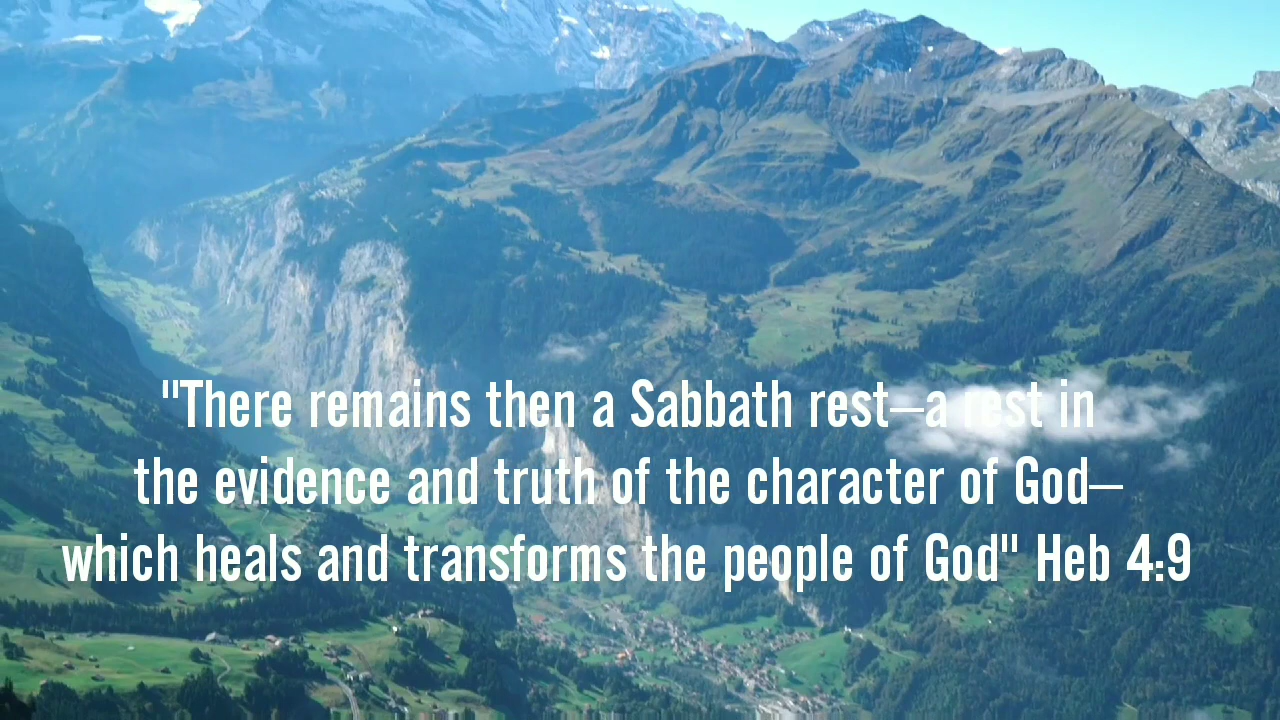 "There remains then a Sabbath rest—a rest in
the evidence and truth of the character of God—
which heals and transforms the people of God" Heb 4:9